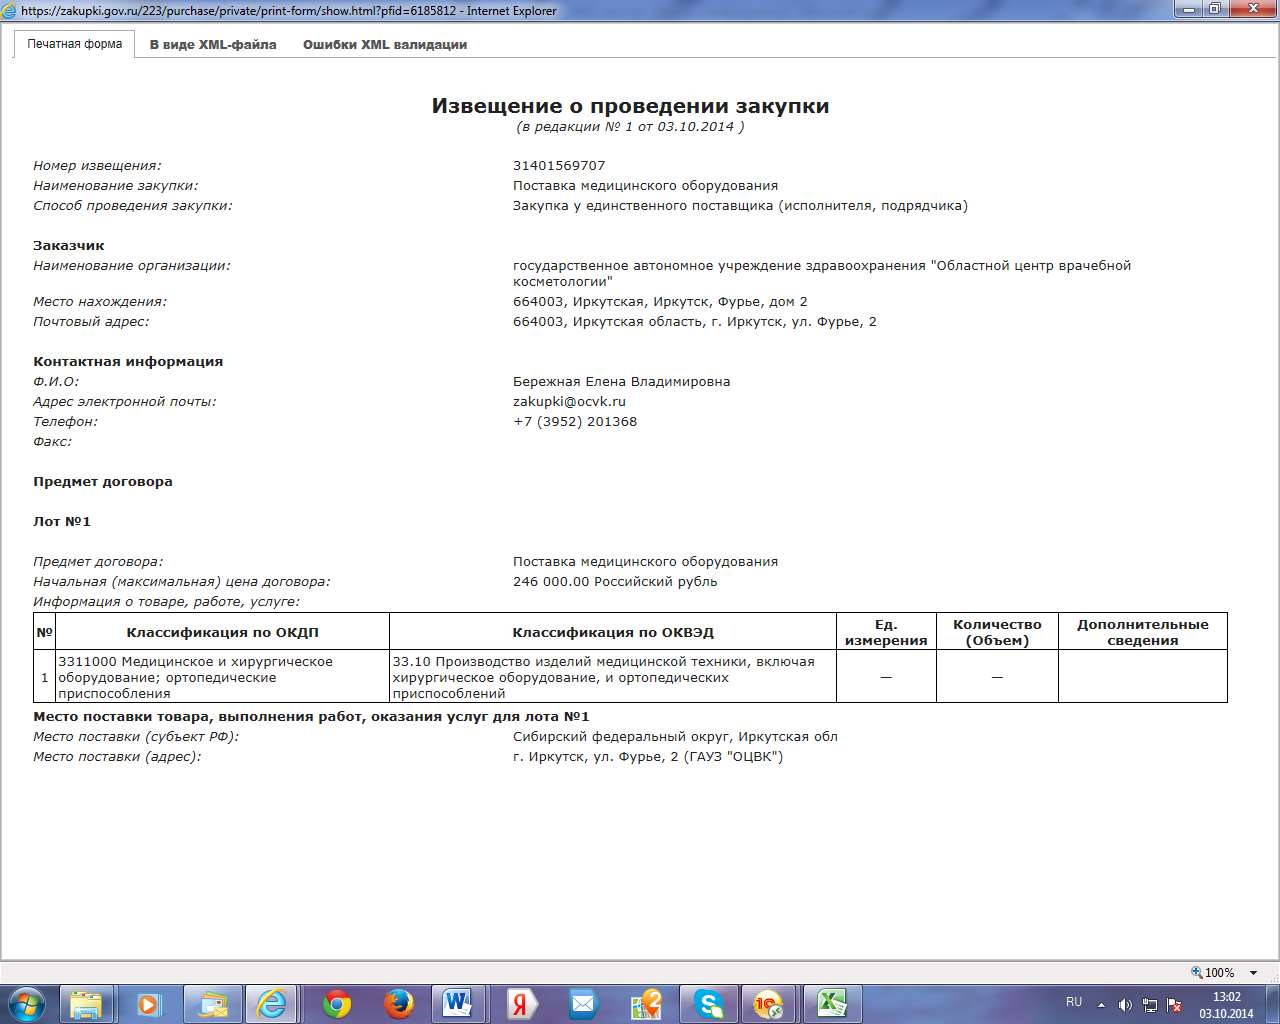 https://zakupki.gov.ru/223/purchase/private/print-form/show.html?pfid=6185812 - Internet Explorer
Печатная форма В виде XML-файла Ошибки XML валидации
Извещение о проведении закупки
(в редакции № 1 от 03.10.2014 )
Номер извещения: 31401569707
Наименование закупки: Поставка медицинского оборудования
Способ проведения закупки: Закупка у единственного поставщика (исполнителя, подрядчика)
Заказчик
Наименование организации: государственное автономное учреждение здравоохранения "Областной центр врачебной
косметологии"
Место нахождения: 664003, Иркутская, Иркутск, Фурье, дом 2
Почтовый адрес: 664003, Иркутская область, г. Иркутск, ул. Фурье, 2
Контактная информация
Ф.И.О: Бережная Елена Владимировна
Адрес электронной почты: zakupki@ocvk.ru
Телефон: +7 (3952) 201368
Факс:
Предмет договора
Лот №1
Предмет договора: Поставка медицинского оборудования
Начальная (максимальная) цена договора: 246 000.00 Российский рубль
Информация о товаре, работе, услуге:
№ Классификация по ОКДП Классификация по ОКВЭД Ед. измерения Количество (Объем) Дополнительные сведения
1 3311000 Медицинское и хирургическое оборудование; ортопедические приспособления 33.10 Производство изделий медицинской техники, включая хирургическое оборудование, и ортопедических приспособлений — —
Место поставки товара, выполнения работ, оказания услуг для лота №1
Место поставки (субъект РФ): Сибирский федеральный округ, Иркутская обл
Место поставки (адрес): г. Иркутск, ул. Фурье, 2 (ГАУЗ "ОЦВК")
100%
RU 13:02
03.10.2014